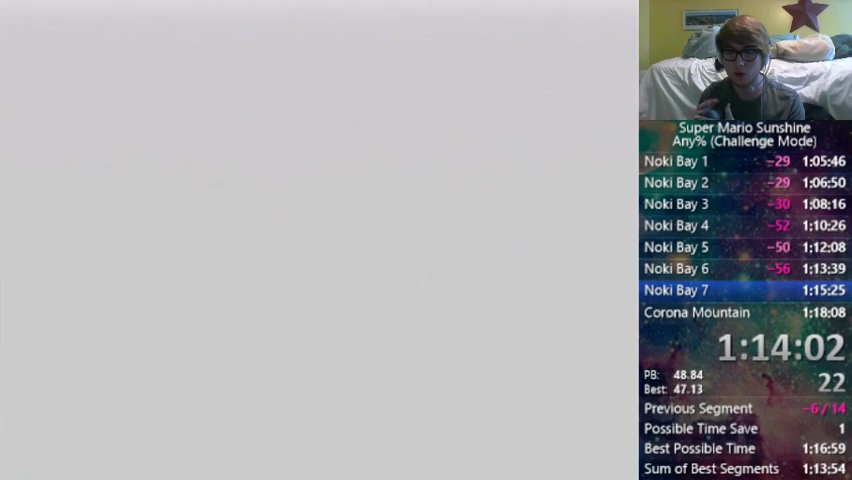 Super Mario Sunshine
Any% (Challenge Mode)
Noki Bay 1 -29 1:05:46
Noki Bay 2 -29 1:06:50
Noki Bay 3 -30 1:08:16
Noki Bay 4 -52 1:10:26
Noki Bay 5 -50 1:12:08
Noki Bay 6 -56 1:13:39
Noki Bay 7 1:15:25
Corona Mountain 1:18:08
1:14:02
PB: 48.84
Best: 47.13
22
Previous Segment -6 / 14
Possible Time Save 1
Best Possible Time 1:16:59
Sum of Best Segments 1:13:54